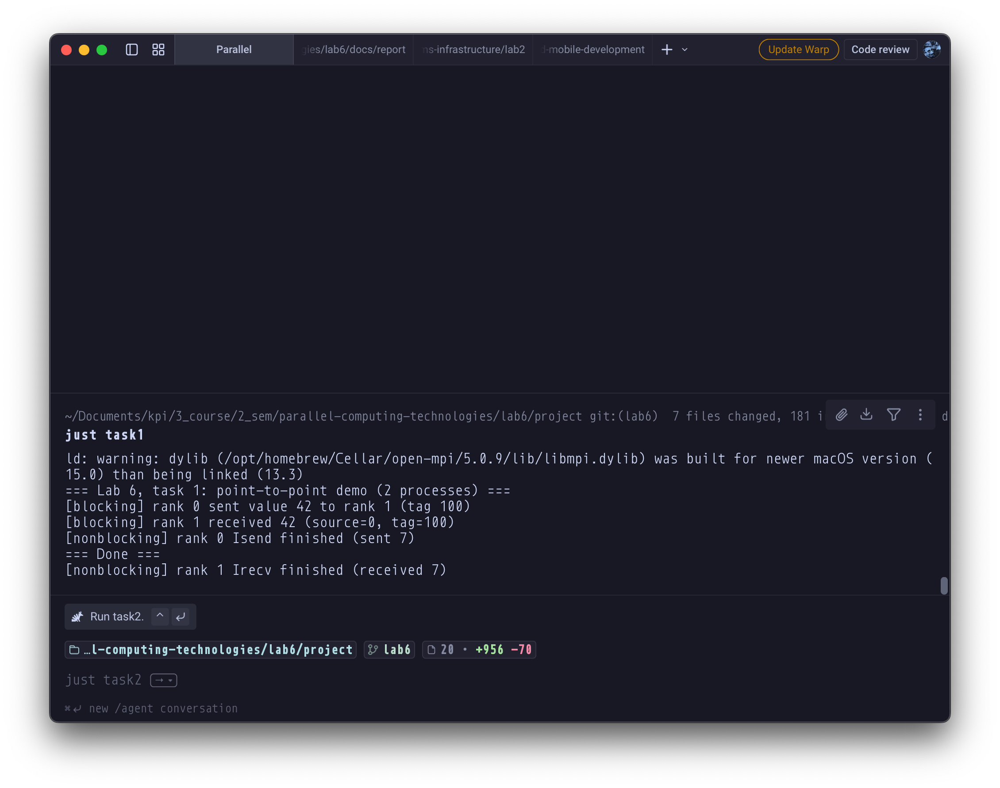 Parallel
gies/lab6/docs/report
ms-infrastructure/lab2
d-mobile-development
Update Warp
Code review
~/Documents/kpi/3_course/2_sem/parallel-computing-technologies/lab6/project git:(lab6) 7 files changed, 181 i d
just task1
ld: warning: dylib (/opt/homebrew/Cellar/open-mpi/5.0.9/lib/libmpi.dylib) was built for newer macOS version (
15.0) than being linked (13.3)
=== Lab 6, task 1: point-to-point demo (2 processes) ===
[blocking] rank 0 sent value 42 to rank 1 (tag 100)
[blocking] rank 1 received 42 (source=0, tag=100)
[nonblocking] rank 0 Isend finished (sent 7)
=== Done ===
[nonblocking] rank 1 Irecv finished (received 7)
Run task2. ^ ↵
…l-computing-technologies/lab6/project lab6 20 • +956 -70
just task2 →
⌘↵ new /agent conversation